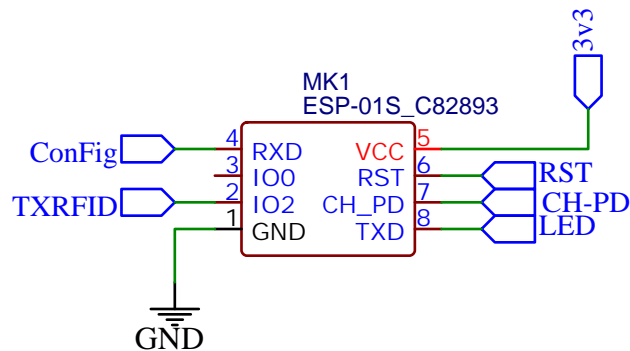 3v3
MK1
ESP-01S_C82893
ConFig 4 RXD VCC 5
3 IO0 RST 6 RST
TXRFID 2 IO2 CH_PD 7 CH-PD
1 GND TXD 8 LED
GND